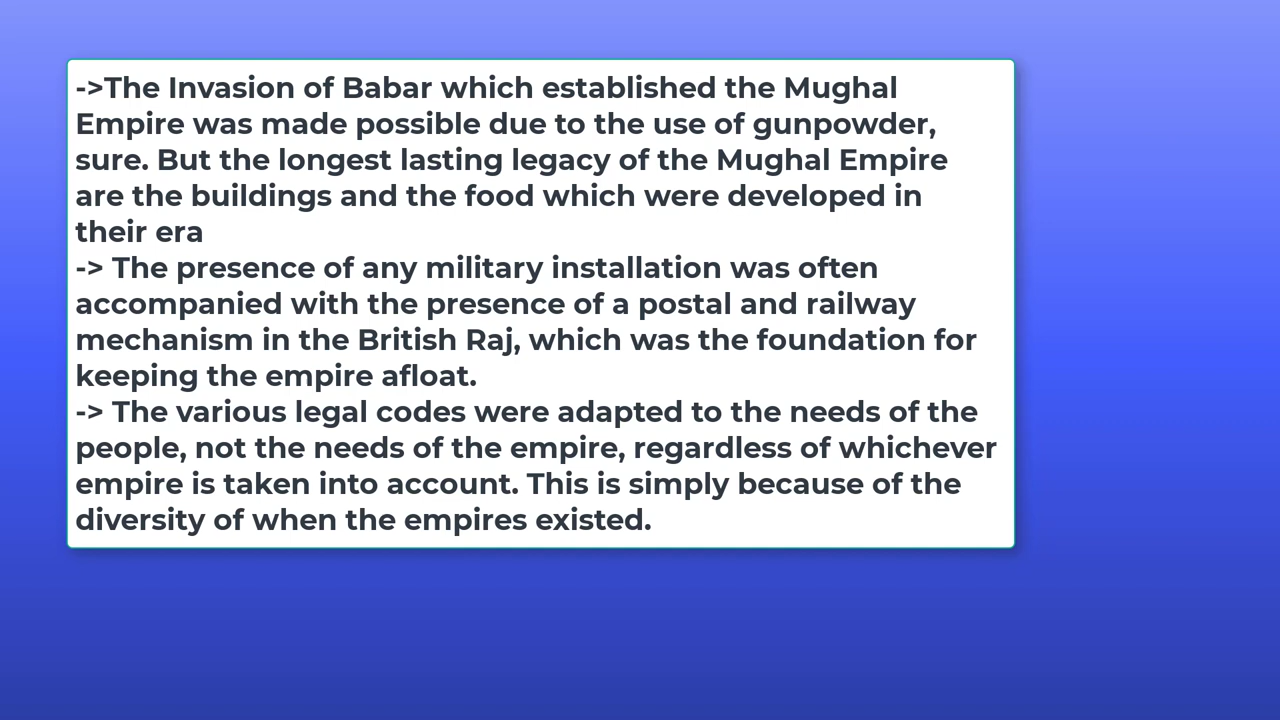 ->The Invasion of Babar which established the Mughal
Empire was made possible due to the use of gunpowder,
sure. But the longest lasting legacy of the Mughal Empire
are the buildings and the food which were developed in
their era
-> The presence of any military installation was often
accompanied with the presence of a postal and railway
mechanism in the British Raj, which was the foundation for
keeping the empire afloat.
-> The various legal codes were adapted to the needs of the
people, not the needs of the empire, regardless of whichever
empire is taken into account. This is simply because of the
diversity of when the empires existed.